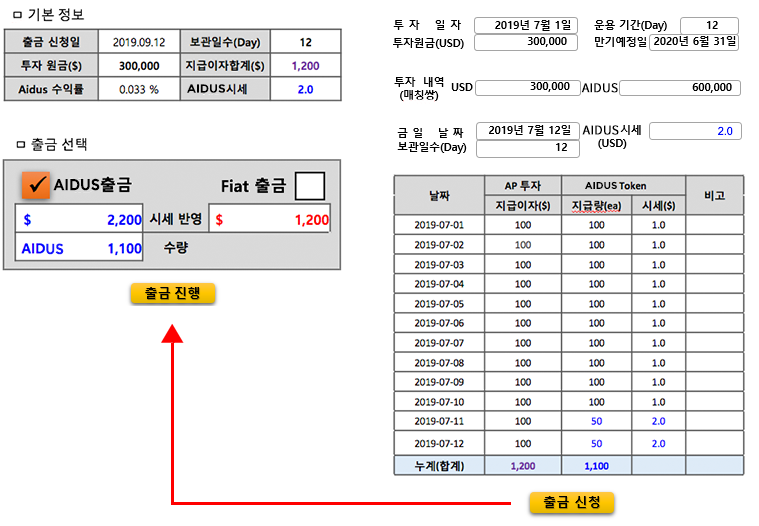 □ 기본 정보
출금 신청일 2019.09.12 보관일수(Day) 12
투자 원금($) 300,000 지급이자합계($) 1,200
Aidus 수익률 0.033 % AIDUS시세 2.0
□ 출금 선택
AIDUS출금 Fiat 출금
$ 2,200 시세 반영 $ 1,200
AIDUS 1,100 수량
출금 진행
투 자 일 자 2019년 7월 1일 운용 기간(Day) 12
투자원금(USD) 300,000 만기예정일 2020년 6월 31일
투자 내역 USD 300,000 AIDUS 600,000
(매칭쌍)
금 일 날 짜 2019년 7월 12일 AIDUS시세 2.0
보관일수(Day) 12 (USD)
날짜 AP 투자 AIDUS Token 비고
지급이자($) 지급량(ea) 시세($)
2019-07-01 100 100 1.0
2019-07-02 100 100 1.0
2019-07-03 100 100 1.0
2019-07-04 100 100 1.0
2019-07-05 100 100 1.0
2019-07-06 100 100 1.0
2019-07-07 100 100 1.0
2019-07-08 100 100 1.0
2019-07-09 100 100 1.0
2019-07-10 100 100 1.0
2019-07-11 100 50 2.0
2019-07-12 100 50 2.0
누계(합계) 1,200 1,100
출금 신청